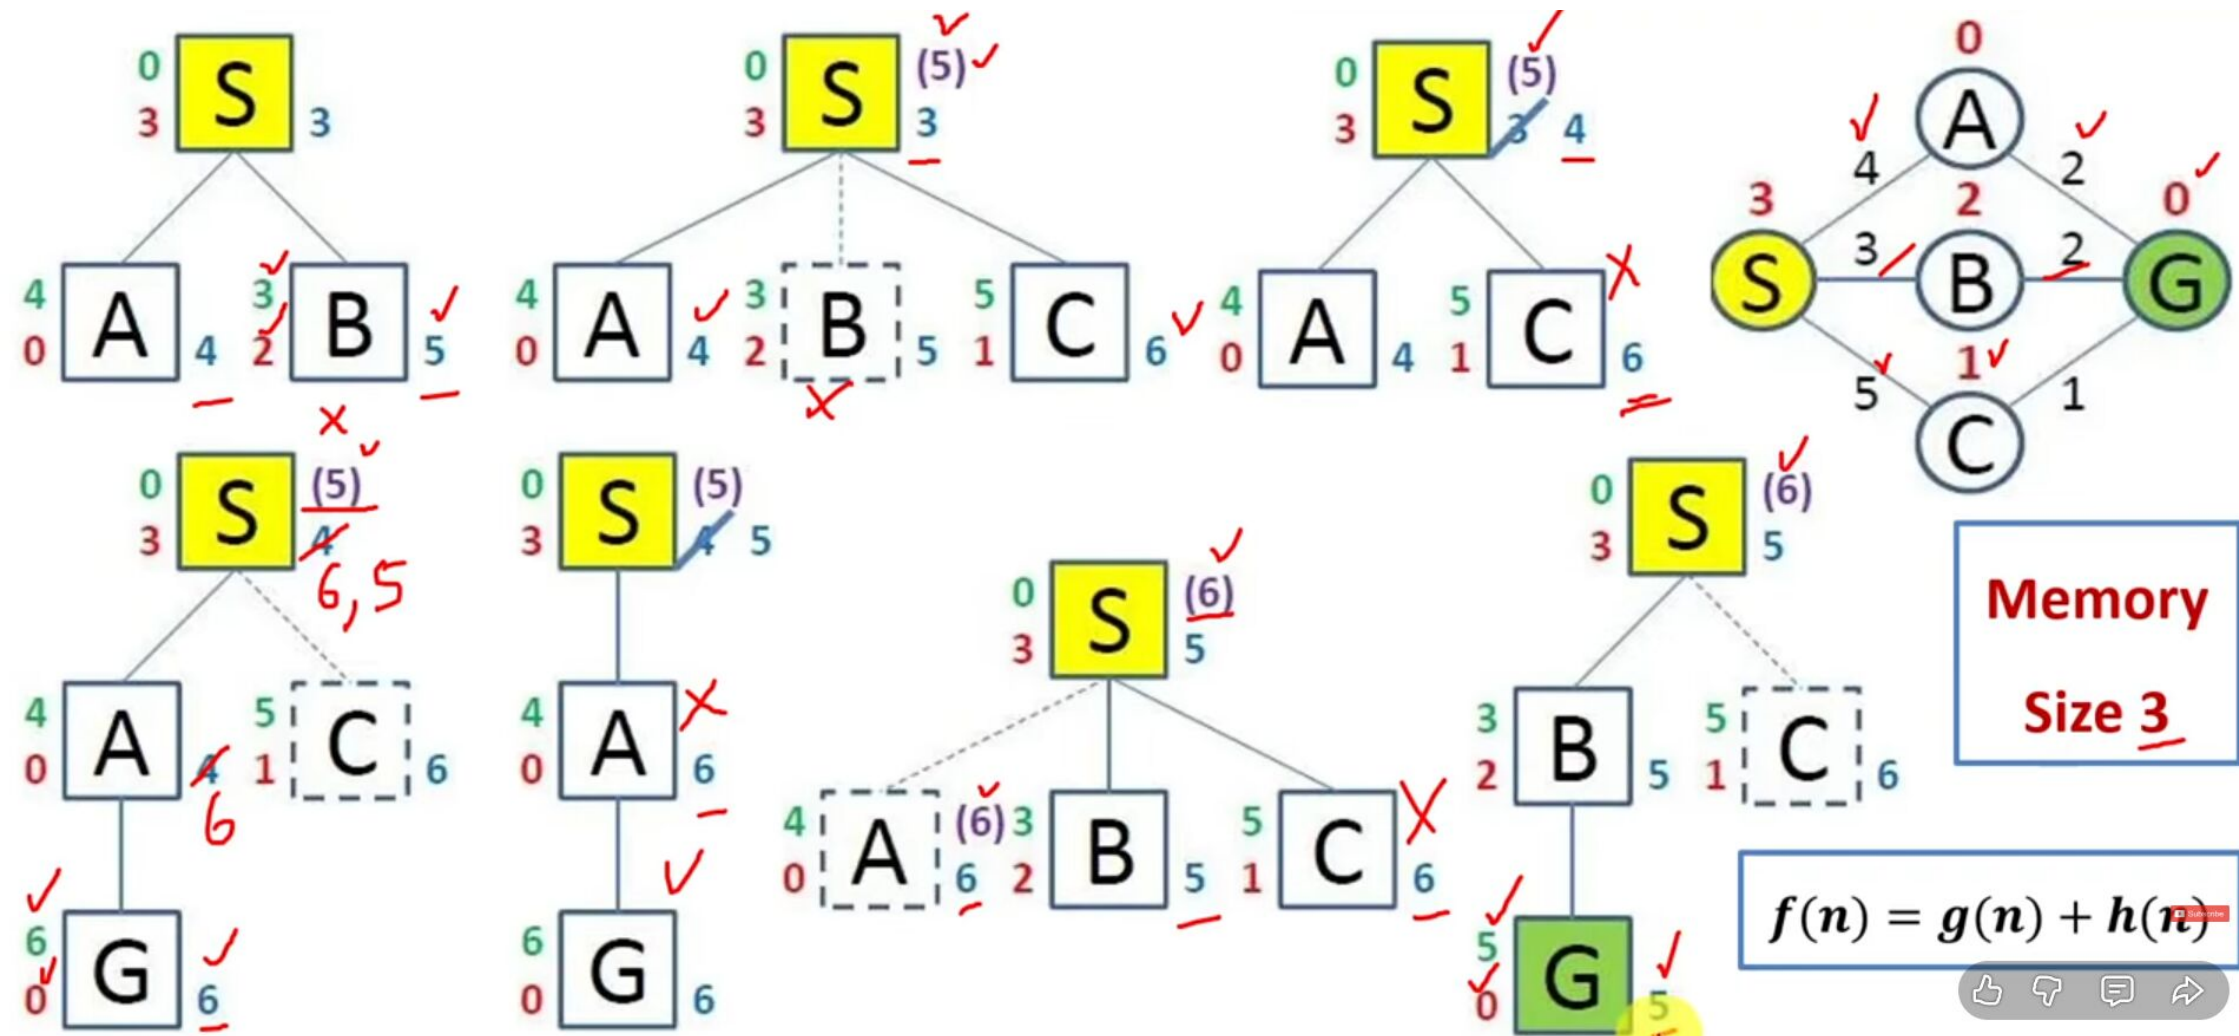 0 S
3 3
4 A
0 4
3 B
2 5
0 S (5)
3 3
4 A
0 4
3 B
2 5
5 C
1 6
0 S (5)
3 3 4
4 A
0 4
5 C
1 6
0
A
4 2
3 2 0
S 3 B 2 G
1
5 1
C
0 S (5)
3 4
6,5
4 A
0 4
6
5 C
1 6
6 G
0 6
0 S (5)
3 4 5
4 A
0 6
6 G
0 6
0 S (6)
3 5
4 A (6)
0 6
3 B
2 5
5 C
1 6
0 S (6)
3 5
3 B
2 5
5 C
1 6
5 G
0 5
Memory
Size 3
f(n) = g(n) + h(n)
Subscribe